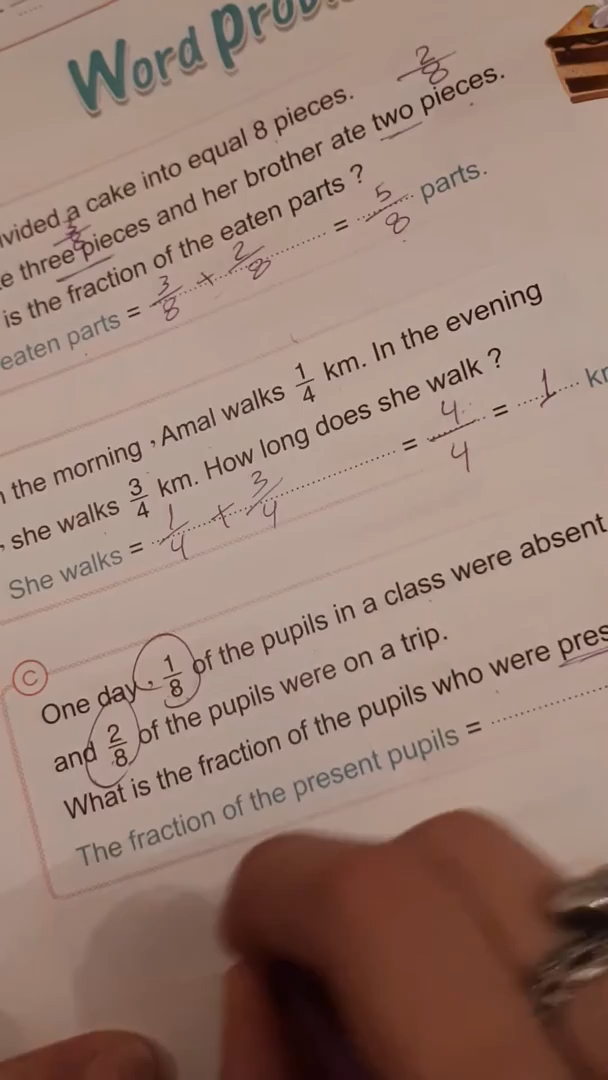 Word Pro
2/8
vided a cake into equal 8 pieces.
3/8
e three pieces and her brother ate two pieces.
is the fraction of the eaten parts ?
eaten parts = 3/8 + 2/8 = 5/8 parts.
the morning , Amal walks 1/4 km. In the evening
, she walks 3/4 km. How long does she walk ?
She walks = 1/4 + 3/4 = 4/4 = 1 k
C
One day , 1/8 of the pupils in a class were absent
and 2/8 of the pupils were on a trip.
What is the fraction of the pupils who were pres
The fraction of the present pupils =